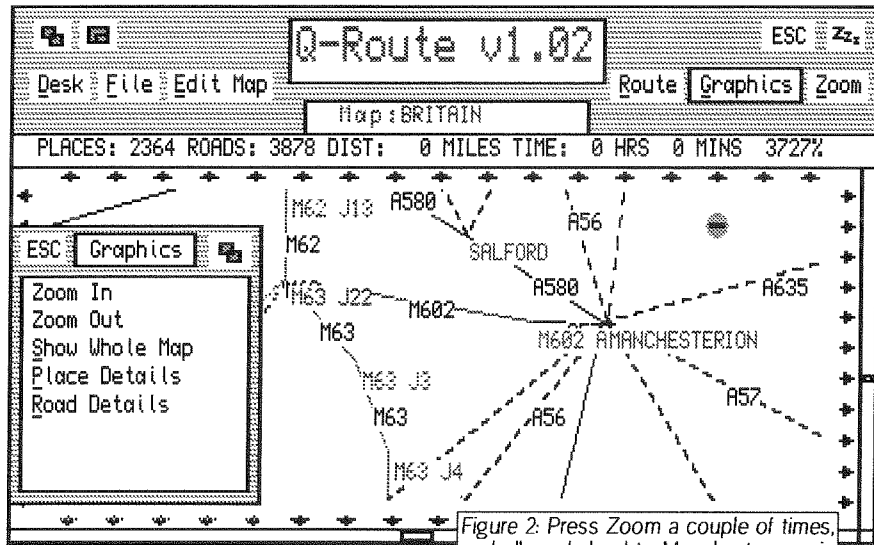 Q-Route v1.02
ESC Zzz
Desk File Edit Map
Route Graphics Zoom
Map:BRITAIN
PLACES: 2364 ROADS: 3878 DIST: 0 MILES TIME: 0 HRS 0 MINS 3727%
M62 J13
A580
A56
M62
SALFORD
ESC Graphics
Zoom In
Zoom Out
Show Whole Map
Place Details
Road Details
M63 J22
M602
A580
A635
M63
M602 AMANCHESTERION
M63 J3
A57
M63
A56
M63 J4
Figure 2: Press Zoom a couple of times,